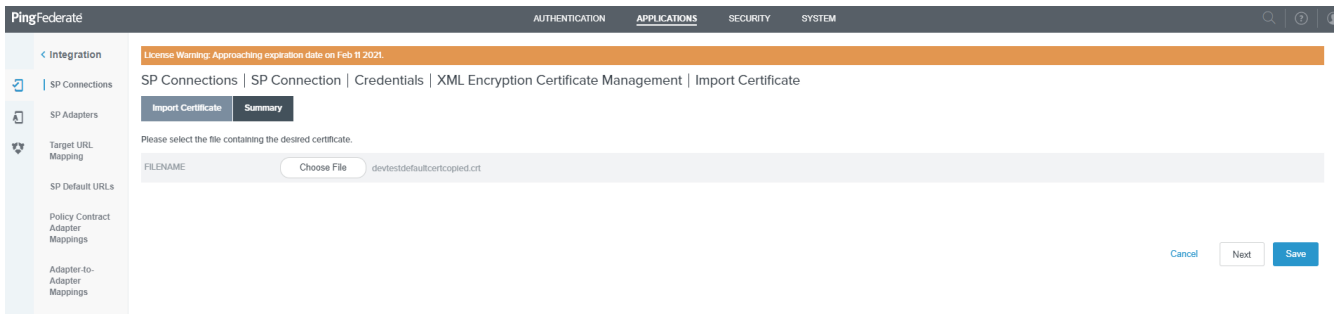 PingFederate AUTHENTICATION APPLICATIONS SECURITY SYSTEM
< Integration
SP Connections
SP Adapters
Target URL
Mapping
SP Default URLs
Policy Contract
Adapter
Mappings
Adapter-to-
Adapter
Mappings
License Warning: Approaching expiration date on Feb 11 2021.
SP Connections | SP Connection | Credentials | XML Encryption Certificate Management | Import Certificate
Import Certificate Summary
Please select the file containing the desired certificate.
FILENAME Choose File devtestdefaultcertcopied.crt
Cancel Next Save